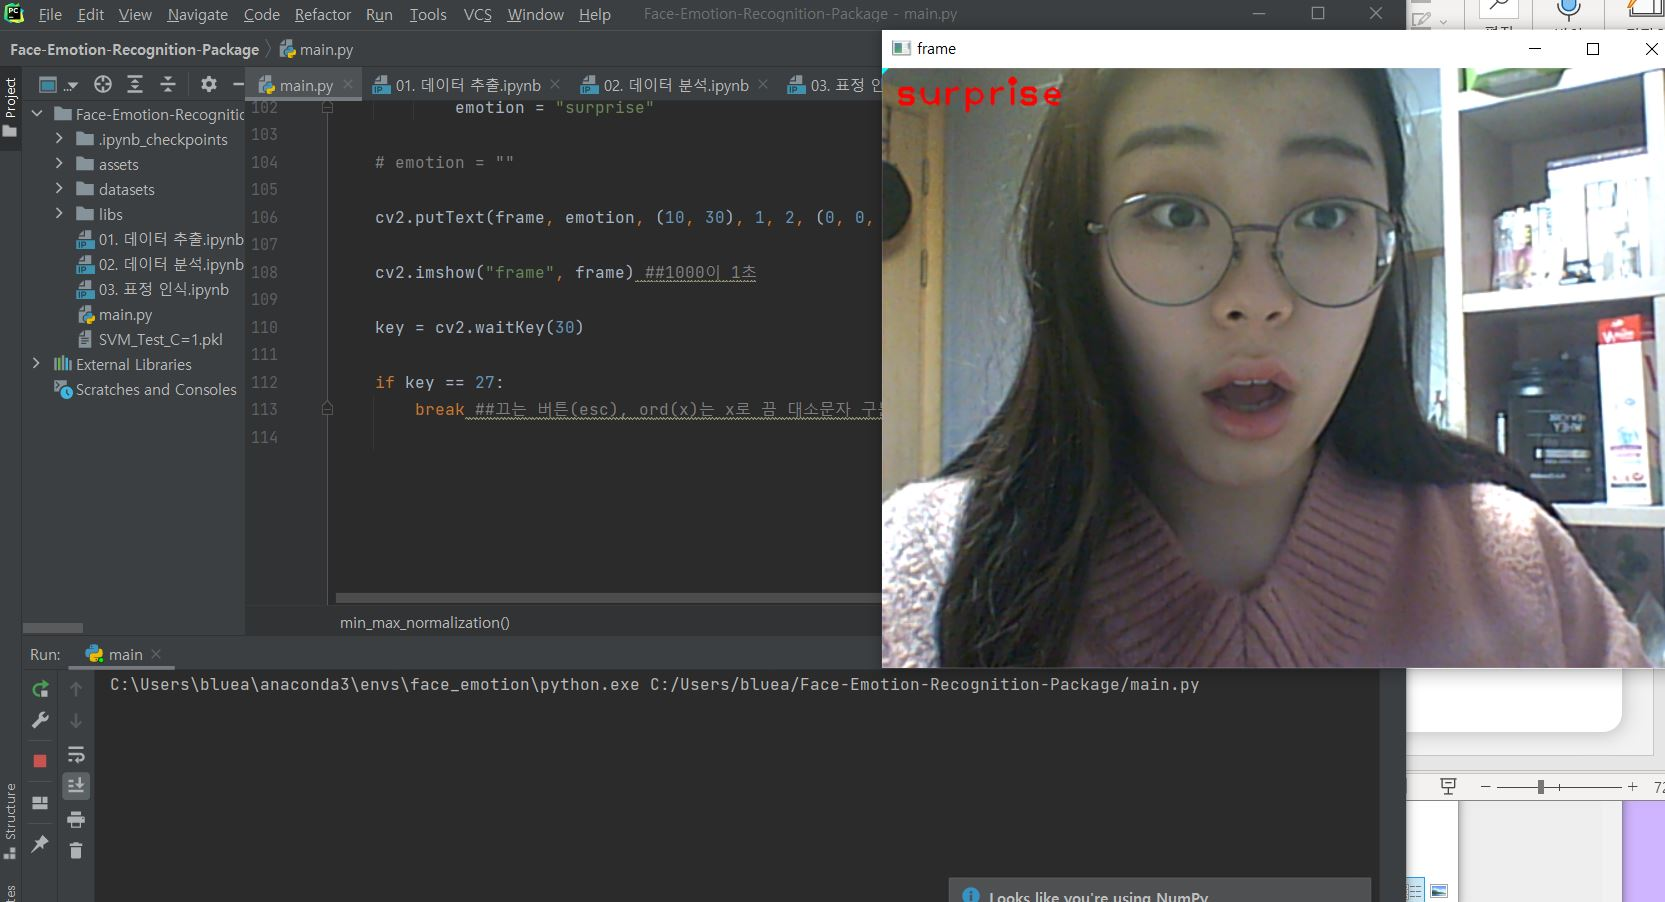 File Edit View Navigate Code Refactor Run Tools VCS Window Help Face-Emotion-Recognition-Package - main.py
Face-Emotion-Recognition-Package main.py
Project
main.py
01. 데이터 추출.ipynb
02. 데이터 분석.ipynb
03. 표정
Face-Emotion-Recognitic
.ipynb_checkpoints
assets
datasets
libs
01. 데이터 추출.ipynb
02. 데이터 분석.ipynb
03. 표정 인식.ipynb
main.py
SVM_Test_C=1.pkl
External Libraries
Scratches and Consoles
102 emotion = "surprise"
103
104 # emotion = ""
105
106 cv2.putText(frame, emotion, (10, 30), 1, 2, (0, 0,
107
108 cv2.imshow("frame", frame) ##1000이 1초
109
110 key = cv2.waitKey(30)
111
112 if key == 27:
113 break ##끄는 버튼(esc), ord(x)는 x로 끔 대소문자
114
min_max_normalization()
frame
surprise
Run: main
C:\Users\bluea\anaconda3\envs\face_emotion\python.exe C:/Users/bluea/Face-Emotion-Recognition-Package/main.py
Structure
Looks like you're using NumPy